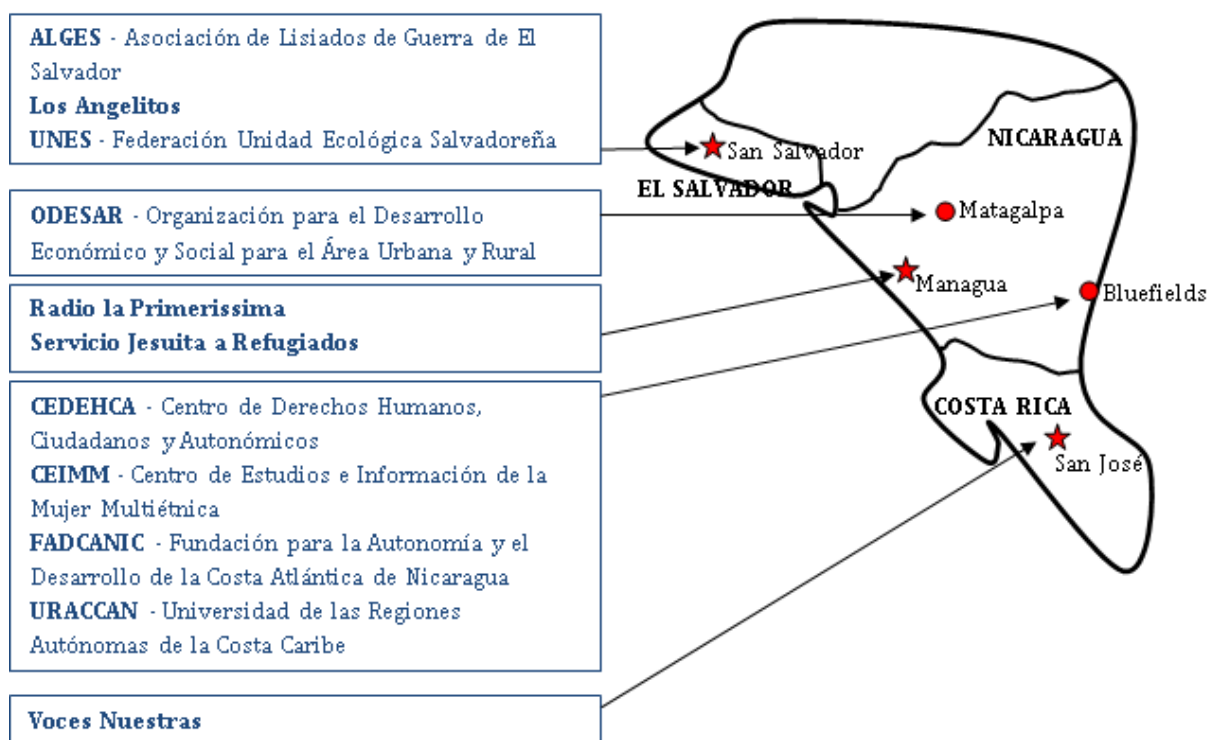 ALGES - Asociación de Lisiados de Guerra de El
Salvador
Los Angelitos
UNES - Federación Unidad Ecológica Salvadoreña
ODESAR - Organización para el Desarrollo
Económico y Social para el Área Urbana y Rural
Radio la Primerissima
Servicio Jesuita a Refugiados
CEDEHCA - Centro de Derechos Humanos,
Ciudadanos y Autonómicos
CEIMM - Centro de Estudios e Información de la
Mujer Multiétnica
FADCANIC - Fundación para la Autonomía y el
Desarrollo de la Costa Atlántica de Nicaragua
URACCAN - Universidad de las Regiones
Autónomas de la Costa Caribe
Voces Nuestras
NICARAGUA
San Salvador
EL SALVADOR
Matagalpa
Managua
Bluefields
COSTA RICA
San José